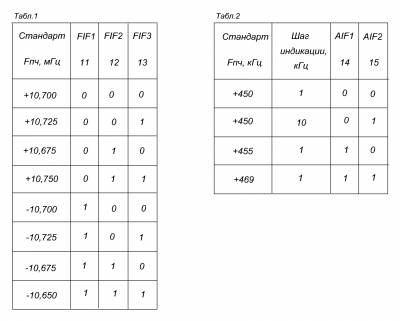 Табл.1
Стандарт FIF1 FIF2 FIF3
Fпч, мГц 11 12 13
+10,700 0 0 0
+10,725 0 0 1
+10,675 0 1 0
+10,750 0 1 1
-10,700 1 0 0
-10,725 1 0 1
-10,675 1 1 0
-10,650 1 1 1
Табл.2
Стандарт Шаг AIF1 AIF2
Fпч, кГц индикации, 14 15
кГц
+450 1 0 0
+450 10 0 1
+455 1 1 0
+469 1 1 1